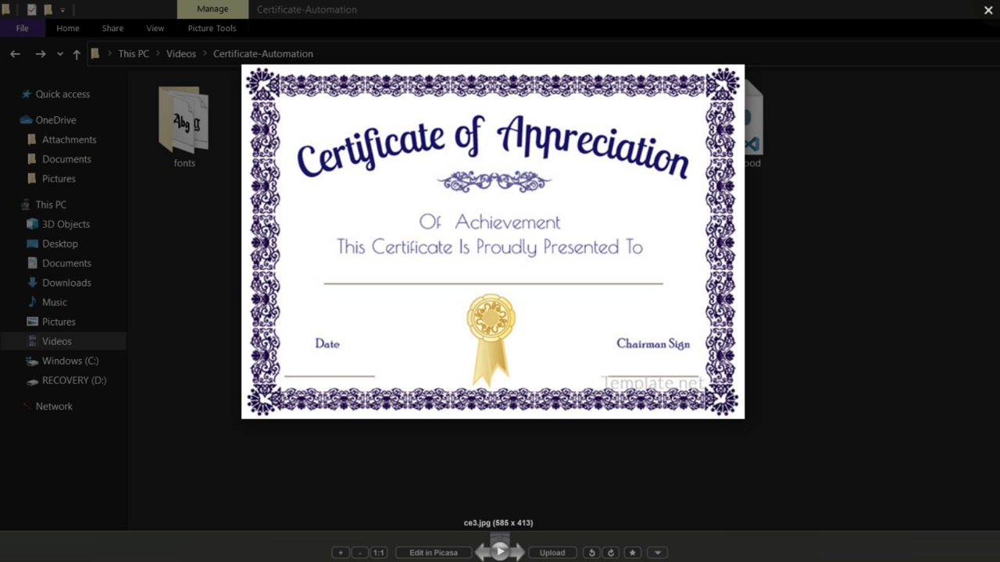 Manage
Certificate-Automation
File
Home
Share
View
Picture Tools
This PC
Videos
Certificate-Automation
Quick access
OneDrive
Attachments
Documents
Pictures
This PC
3D Objects
Desktop
Documents
Downloads
Music
Pictures
Videos
Windows (C:)
RECOVERY (D:)
Network
fonts
ood
Certificate of Appreciation
Of Achievement
This Certificate Is Proudly Presented To
Date
Chairman Sign
Template.net
ce3.jpg (585 x 413)
+
-
1:1
Edit in Picasa
Upload